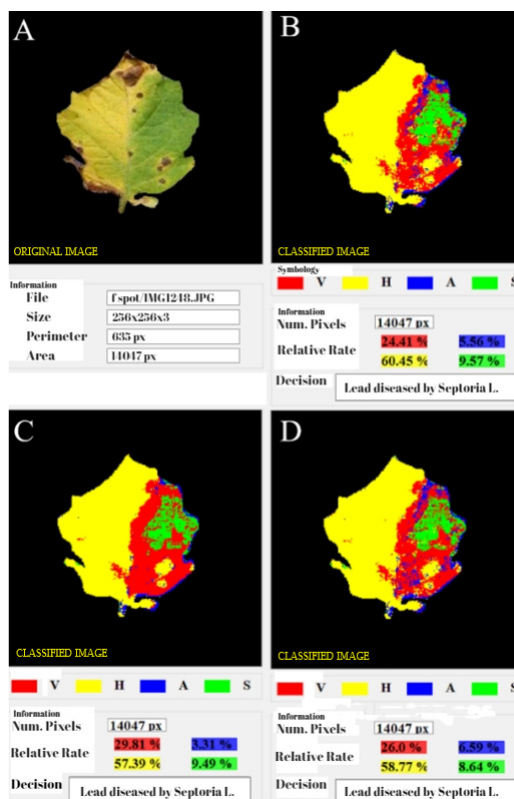 A
ORIGINAL IMAGE
Information
File f spot/IMG1248.JPG
Size 256x256x3
Perimeter 635 px
Area 14047 px
B
CLASSIFIED IMAGE
Symbology
V H A S
Information
Num. Pixels 14047 px
Relative Rate 24.41 % 5.56 %
60.45 % 9.57 %
Decision Lead diseased by Septoria L.
C
CLASSIFIED IMAGE
V H A S
Information
Num. Pixels 14047 px
Relative Rate 29.81 % 3.31 %
57.39 % 9.49 %
Decision Lead diseased by Septoria L.
D
CLASSIFIED IMAGE
V H A S
Information
Num. Pixels 14047 px
Relative Rate 26.0 % 6.59 %
58.77 % 8.64 %
Decision Lead diseased by Septoria L.